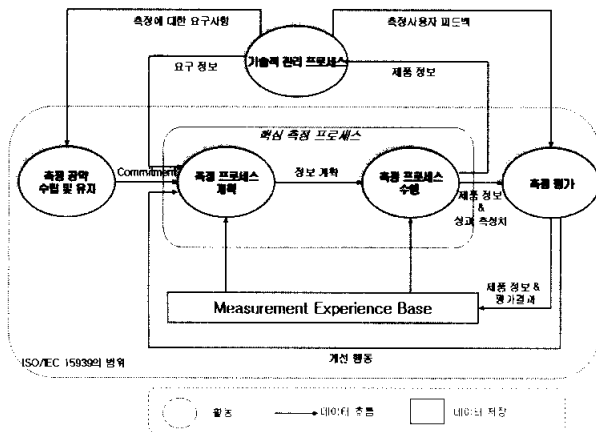 측정에 대한 요구사항
측정사용자 피드백
기술적 관리 프로세스
요구 정보
제품 정보
핵심 측정 프로세스
측정 공약
수립 및 유지
Commitment
측정 프로세스
계획
정보 계획
측정 프로세스
수행
측정 평가
제품 정보
&
성과 측정치
Measurement Experience Base
제품 정보 &
평가결과
개선 행동
ISO/IEC 15939의 범위
활동
데이터 흐름
데이터 저장